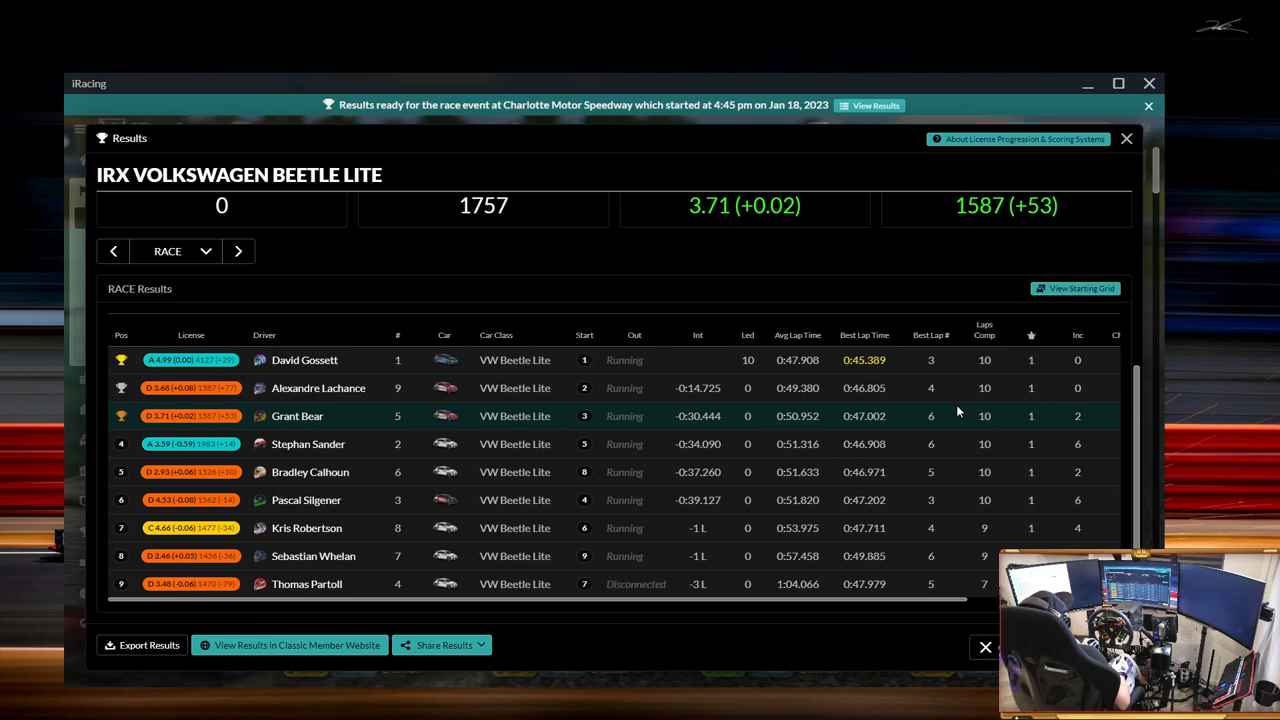 iRacing
Results ready for the race event at Charlotte Motor Speedway which started at 4:45 pm on Jan 18, 2023 View Results
Results About License Progression & Scoring Systems
IRX VOLKSWAGEN BEETLE LITE
0 1757 3.71 (+0.02) 1587 (+53)
RACE
RACE Results View Starting Grid
Pos License Driver # Car Car Class Start Out Int Led Avg Lap Time Best Lap Time Best Lap # Laps Comp Inc
A 4.99 (0.00) 4127 (+29) David Gossett 1 VW Beetle Lite 1 Running 10 0:47.908 0:45.389 3 10 1 0
D 3.68 (+0.08) 1587 (+77) Alexandre Lachance 9 VW Beetle Lite 2 Running -0:14.725 0 0:49.380 0:46.805 4 10 1 0
D 3.71 (+0.02) 1587 (+53) Grant Bear 5 VW Beetle Lite 3 Running -0:30.444 0 0:50.952 0:47.002 6 10 1 2
4 A 3.59 (-0.59) 1983 (+14) Stephan Sander 2 VW Beetle Lite 5 Running -0:34.090 0 0:51.316 0:46.906 6 10 1 6
5 D 2.93 (+0.06) 1526 (+10) Bradley Calhoun 6 VW Beetle Lite 8 Running -0:37.260 0 0:51.633 0:46.971 5 10 1 2
6 D 4.53 (-0.08) 1562 (-14) Pascal Silgener 3 VW Beetle Lite 4 Running -0:39.127 0 0:51.820 0:47.220 3 10 1 6
7 C 4.66 (-0.06) 1477 (-34) Kris Robertson 8 VW Beetle Lite 6 Running -1 L 0 0:53.975 0:47.711 4 9 1 4
8 D 2.46 (+0.05) 1456 (-56) Sebastian Whelan 7 VW Beetle Lite 9 Running -1 L 0 0:57.458 0:49.885 6 9
9 D 3.48 (-0.06) 1470 (-79) Thomas Partoll 4 VW Beetle Lite 7 Disconnected -3 L 0 1:04.066 0:47.979 5 7
Export Results View Results in Classic Member Website Share Results